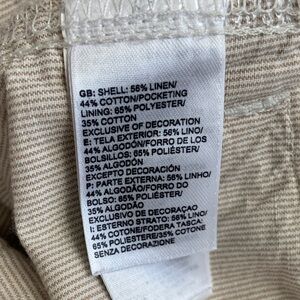 GB: SHELL: 56% LINEN/
44% COTTON/POCKETING
LINING: 65% POLYESTER/
35% COTTON
EXCLUSIVE OF DECORATION
E: TELA EXTERIOR: 56% LINO/
44% ALGODÓN/FORRO DE LOS
BOLSILLOS: 65% POLIÉSTER/
35% ALGODÓN
EXCEPTO DECORACIÓN
P: PARTE EXTERNA: 56% LINHO/
44% ALGODÃO/FORRO DO
BOLSO: 65% POLIÉSTER/
35% ALGODÃO
EXCLUSIVO DE DECORAÇAO
I: ESTERNO STRATO: 56% LINO/
44% COTONE/FODERA TASCA:
65% POLIESTERE/35% COTONE
SENZA DECORAZIONE